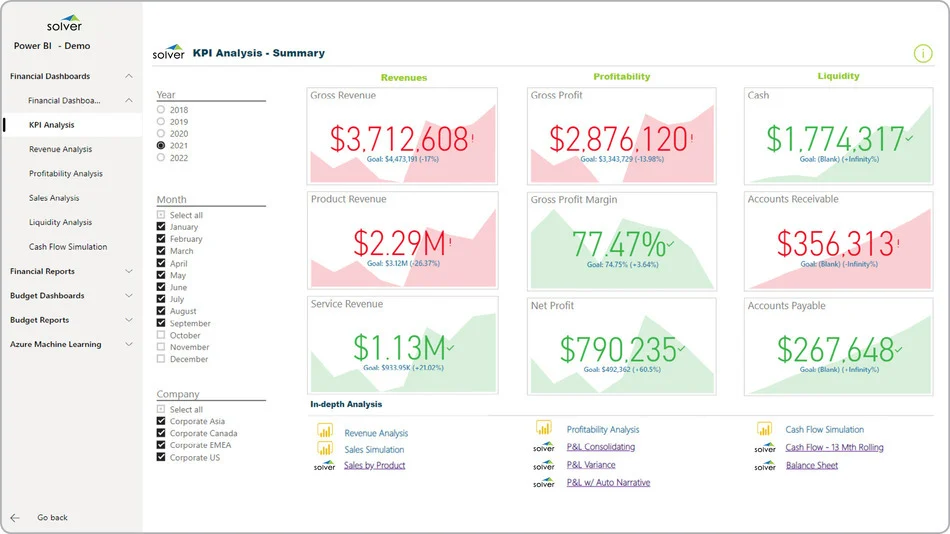 solver
Power BI - Demo
Financial Dashboards
Financial Dashboa...
KPI Analysis
Revenue Analysis
Profitability Analysis
Sales Analysis
Liquidity Analysis
Cash Flow Simulation
Financial Reports
Budget Dashboards
Budget Reports
Azure Machine Learning
Go back
solver KPI Analysis - Summary
Year
2018
2019
2020
2021
2022
Month
Select all
January
February
March
April
May
June
July
August
September
October
November
December
Company
Select all
Corporate Asia
Corporate Canada
Corporate EMEA
Corporate US
Revenues
Gross Revenue
$3,712,608!
Goal: $4,473,191 (-17%)
Product Revenue
$2.29M!
Goal: $3.12M (-26.37%)
Service Revenue
$1.13M
Goal: $933.95K (+21.02%)
Profitability
Gross Profit
$2,876,120!
Goal: $3,343,729 (-13.98%)
Gross Profit Margin
77.47%
Goal: 74.75% (+3.64%)
Net Profit
$790,235
Goal: $492,362 (+60.5%)
Liquidity
Cash
$1,774,317
Goal: (Blank) (+Infinity%)
Accounts Receivable
$356,313!
Goal: (Blank) (-Infinity%)
Accounts Payable
$267,648
Goal: (Blank) (+Infinity%)
In-depth Analysis
Revenue Analysis
Sales Simulation
solver Sales by Product
Profitability Analysis
solver P&L Consolidating
solver P&L Variance
solver P&L w/ Auto Narrative
Cash Flow Simulation
solver Cash Flow - 13 Mth Rolling
solver Balance Sheet